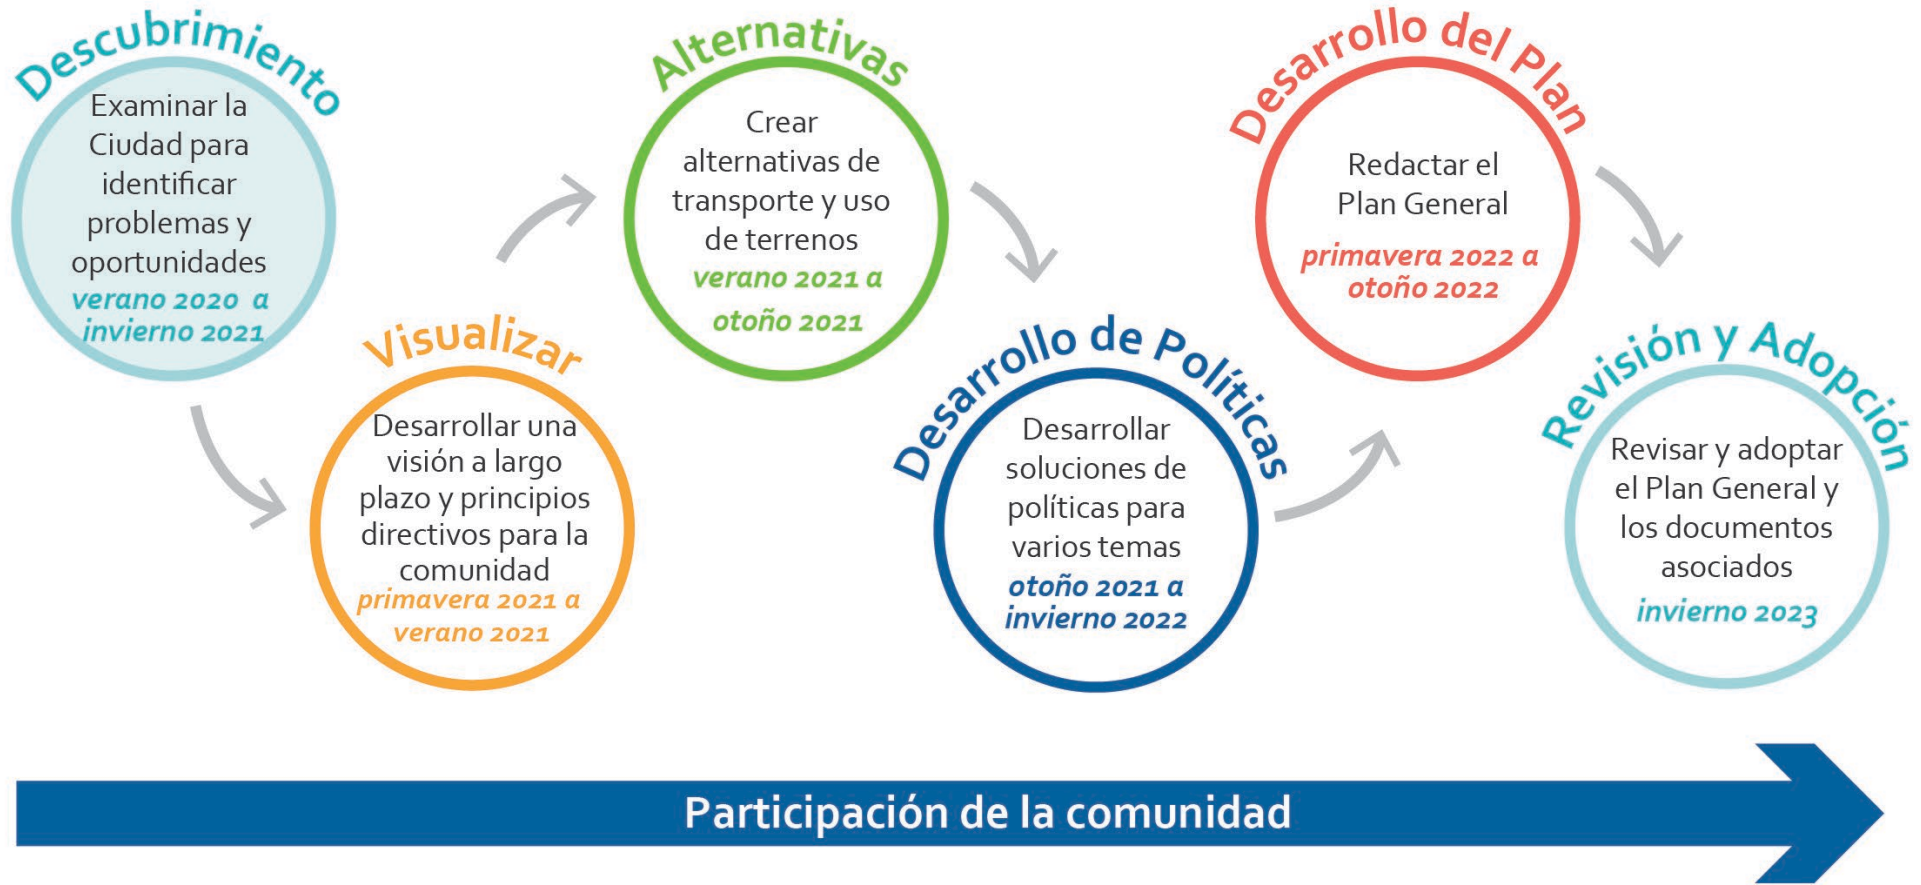 Descubrimiento
Examinar la
Ciudad para
identificar
problemas y
oportunidades
verano 2020 a
invierno 2021
Visualizar
Desarrollar una
visión a largo
plazo y principios
directivos para la
comunidad
primavera 2021 a
verano 2021
Alternativas
Crear
alternativas de
transporte y uso
de terrenos
verano 2021 a
otoño 2021
Desarrollo de Políticas
Desarrollar
soluciones de
políticas para
varios temas
otoño 2021 a
invierno 2022
Desarrollo del Plan
Redactar el
Plan General
primavera 2022 a
otoño 2022
Revisión y Adopción
Revisar y adoptar
el Plan General y
los documentos
asociados
invierno 2023
Participación de la comunidad